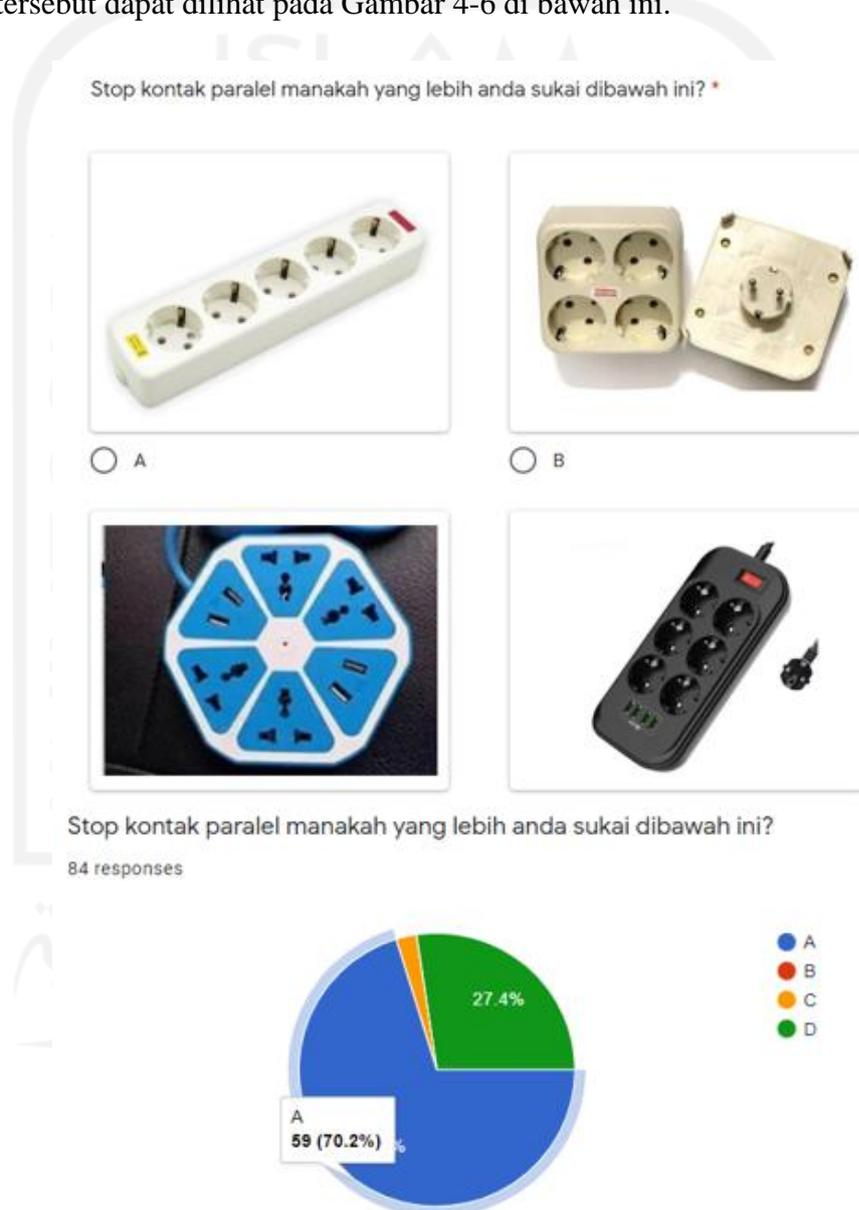 tersebut dapat dilihat pada Gambar 4-6 di bawah ini.
ISLAM
Stop kontak paralel manakah yang lebih anda sukai dibawah ini? *
A
B
Stop kontak paralel manakah yang lebih anda sukai dibawah ini?
84 responses
27.4%
A
59 (70.2%)
%
A
B
C
D